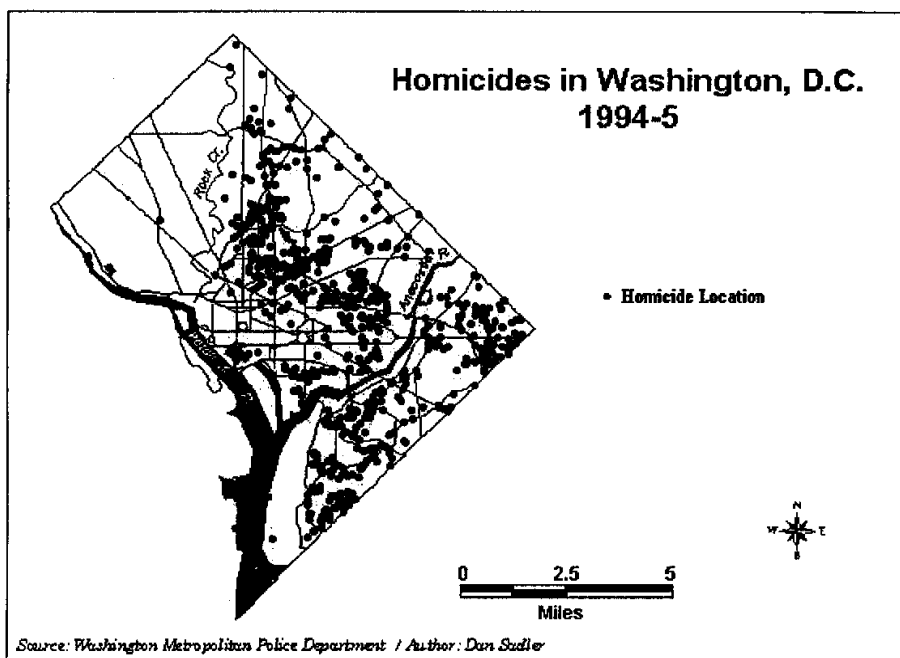 Homicides in Washington, D.C.
1994-5
Rock Cr.
Anacostia R.
Homicide Location
N
W E
S
0 2.5 5
Miles
Source: Washington Metropolitan Police Department / Author: Dan Sadler